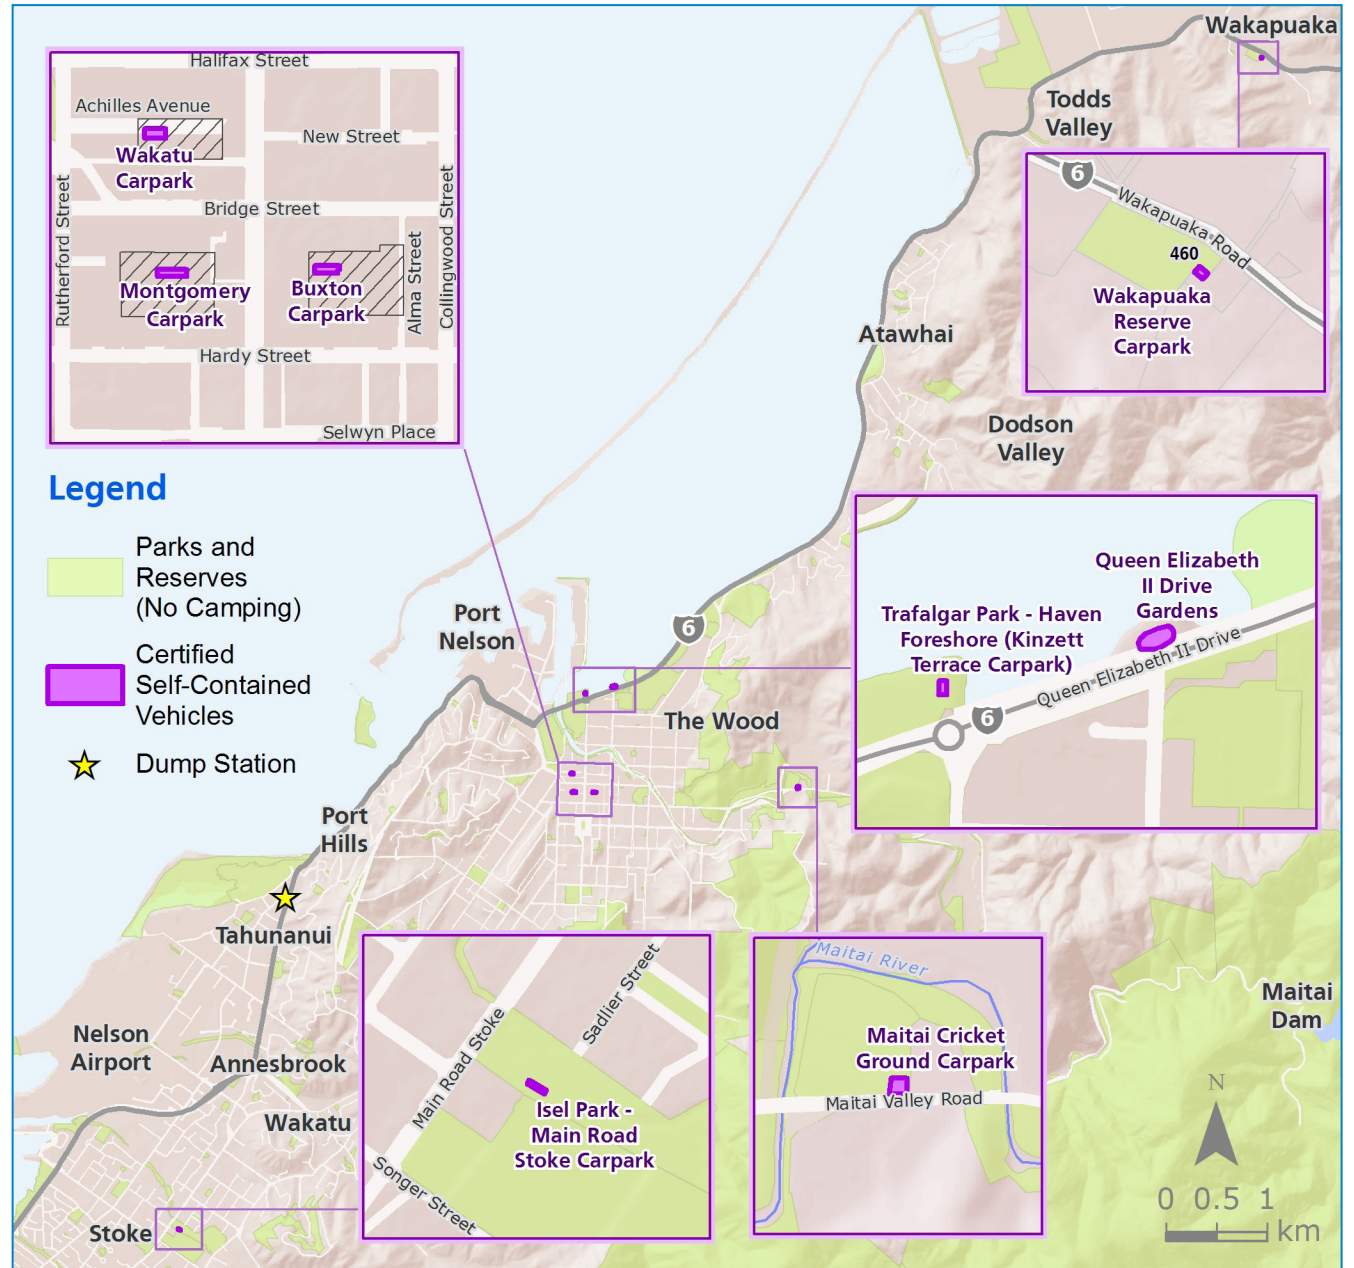 Wakapuaka
Halifax Street
Achilles Avenue
New Street
Wakatu
Carpark
Bridge Street
Rutherford Street
Collingwood Street
Alma Street
Montgomery
Carpark
Buxton
Carpark
Hardy Street
Selwyn Place
Todds
Valley
6
Wakapuaka Road
460
Wakapuaka
Reserve
Carpark
Atawhai
Dodson
Valley
Legend
Parks and
Reserves
(No Camping)
Certified
Self-Contained
Vehicles
Dump Station
Port
Nelson
6
The Wood
Queen Elizabeth
II Drive
Gardens
Trafalgar Park - Haven
Foreshore (Kinzett
Terrace Carpark)
Queen Elizabeth II Drive
6
Port
Hills
Tahunanui
Nelson
Airport
Annesbrook
Wakatu
Stoke
Main Road Stoke
Sadlier Street
Isel Park -
Main Road
Stoke Carpark
Songer Street
Maitai River
Maitai Cricket
Ground Carpark
Maitai Valley Road
Maitai
Dam
N
0 0.5 1
km